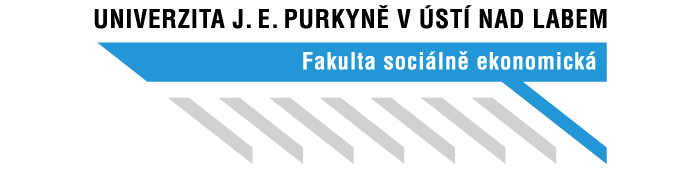 UNIVERZITA J. E. PURKYNĚ V ÚSTÍ NAD LABEM
Fakulta sociálně ekonomická